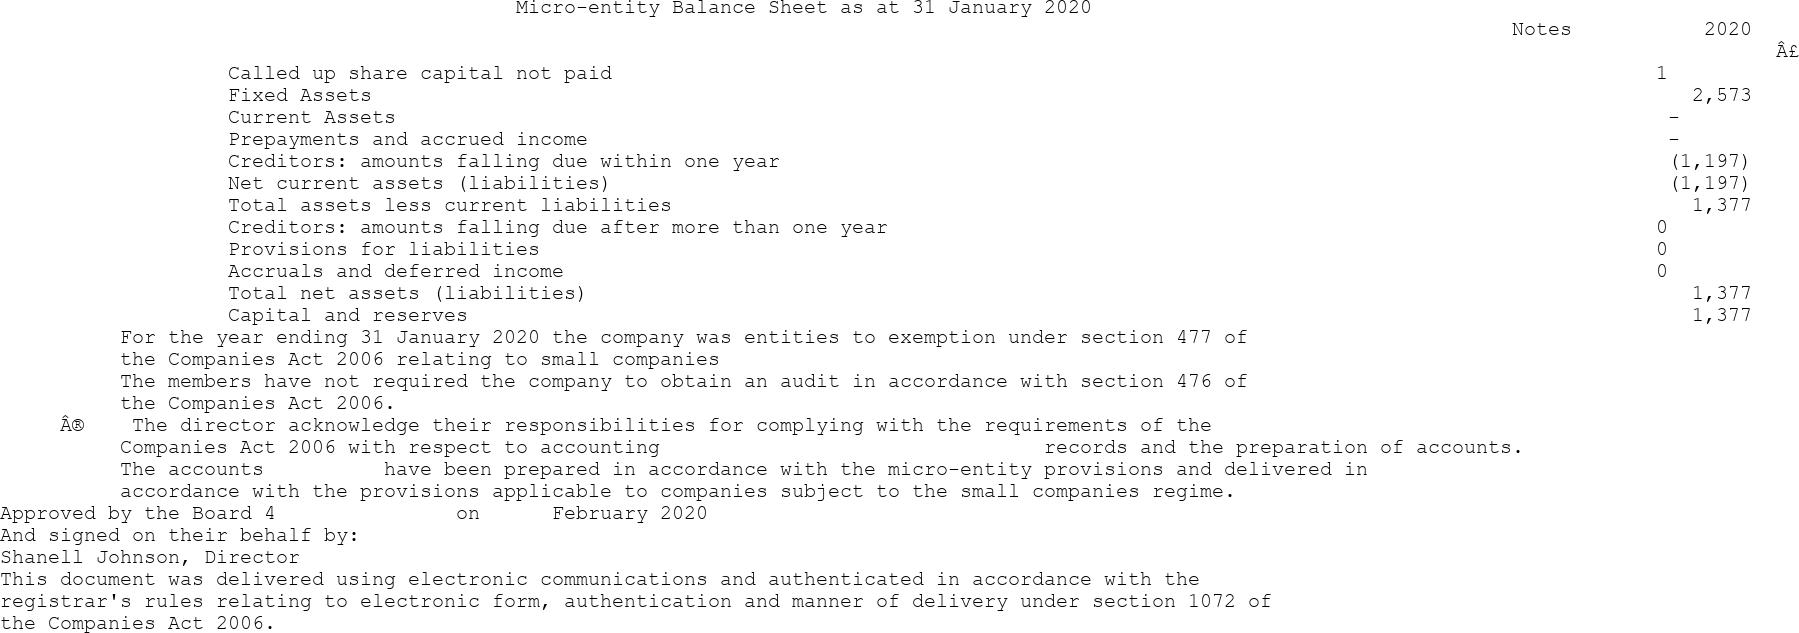 Micro-entity Balance Sheet as at 31 January 2020
Notes 2020
Â£
Called up share capital not paid 1
Fixed Assets 2,573
Current Assets -
Prepayments and accrued income -
Creditors: amounts falling due within one year (1,197)
Net current assets (liabilities) (1,197)
Total assets less current liabilities 1,377
Creditors: amounts falling due after more than one year 0
Provisions for liabilities 0
Accruals and deferred income 0
Total net assets (liabilities) 1,377
Capital and reserves 1,377
For the year ending 31 January 2020 the company was entities to exemption under section 477 of
the Companies Act 2006 relating to small companies
The members have not required the company to obtain an audit in accordance with section 476 of
the Companies Act 2006.
Â® The director acknowledge their responsibilities for complying with the requirements of the
Companies Act 2006 with respect to accounting records and the preparation of accounts.
The accounts have been prepared in accordance with the micro-entity provisions and delivered in
accordance with the provisions applicable to companies subject to the small companies regime.
Approved by the Board 4 on February 2020
And signed on their behalf by:
Shanell Johnson, Director
This document was delivered using electronic communications and authenticated in accordance with the
registrar's rules relating to electronic form, authentication and manner of delivery under section 1072 of
the Companies Act 2006.